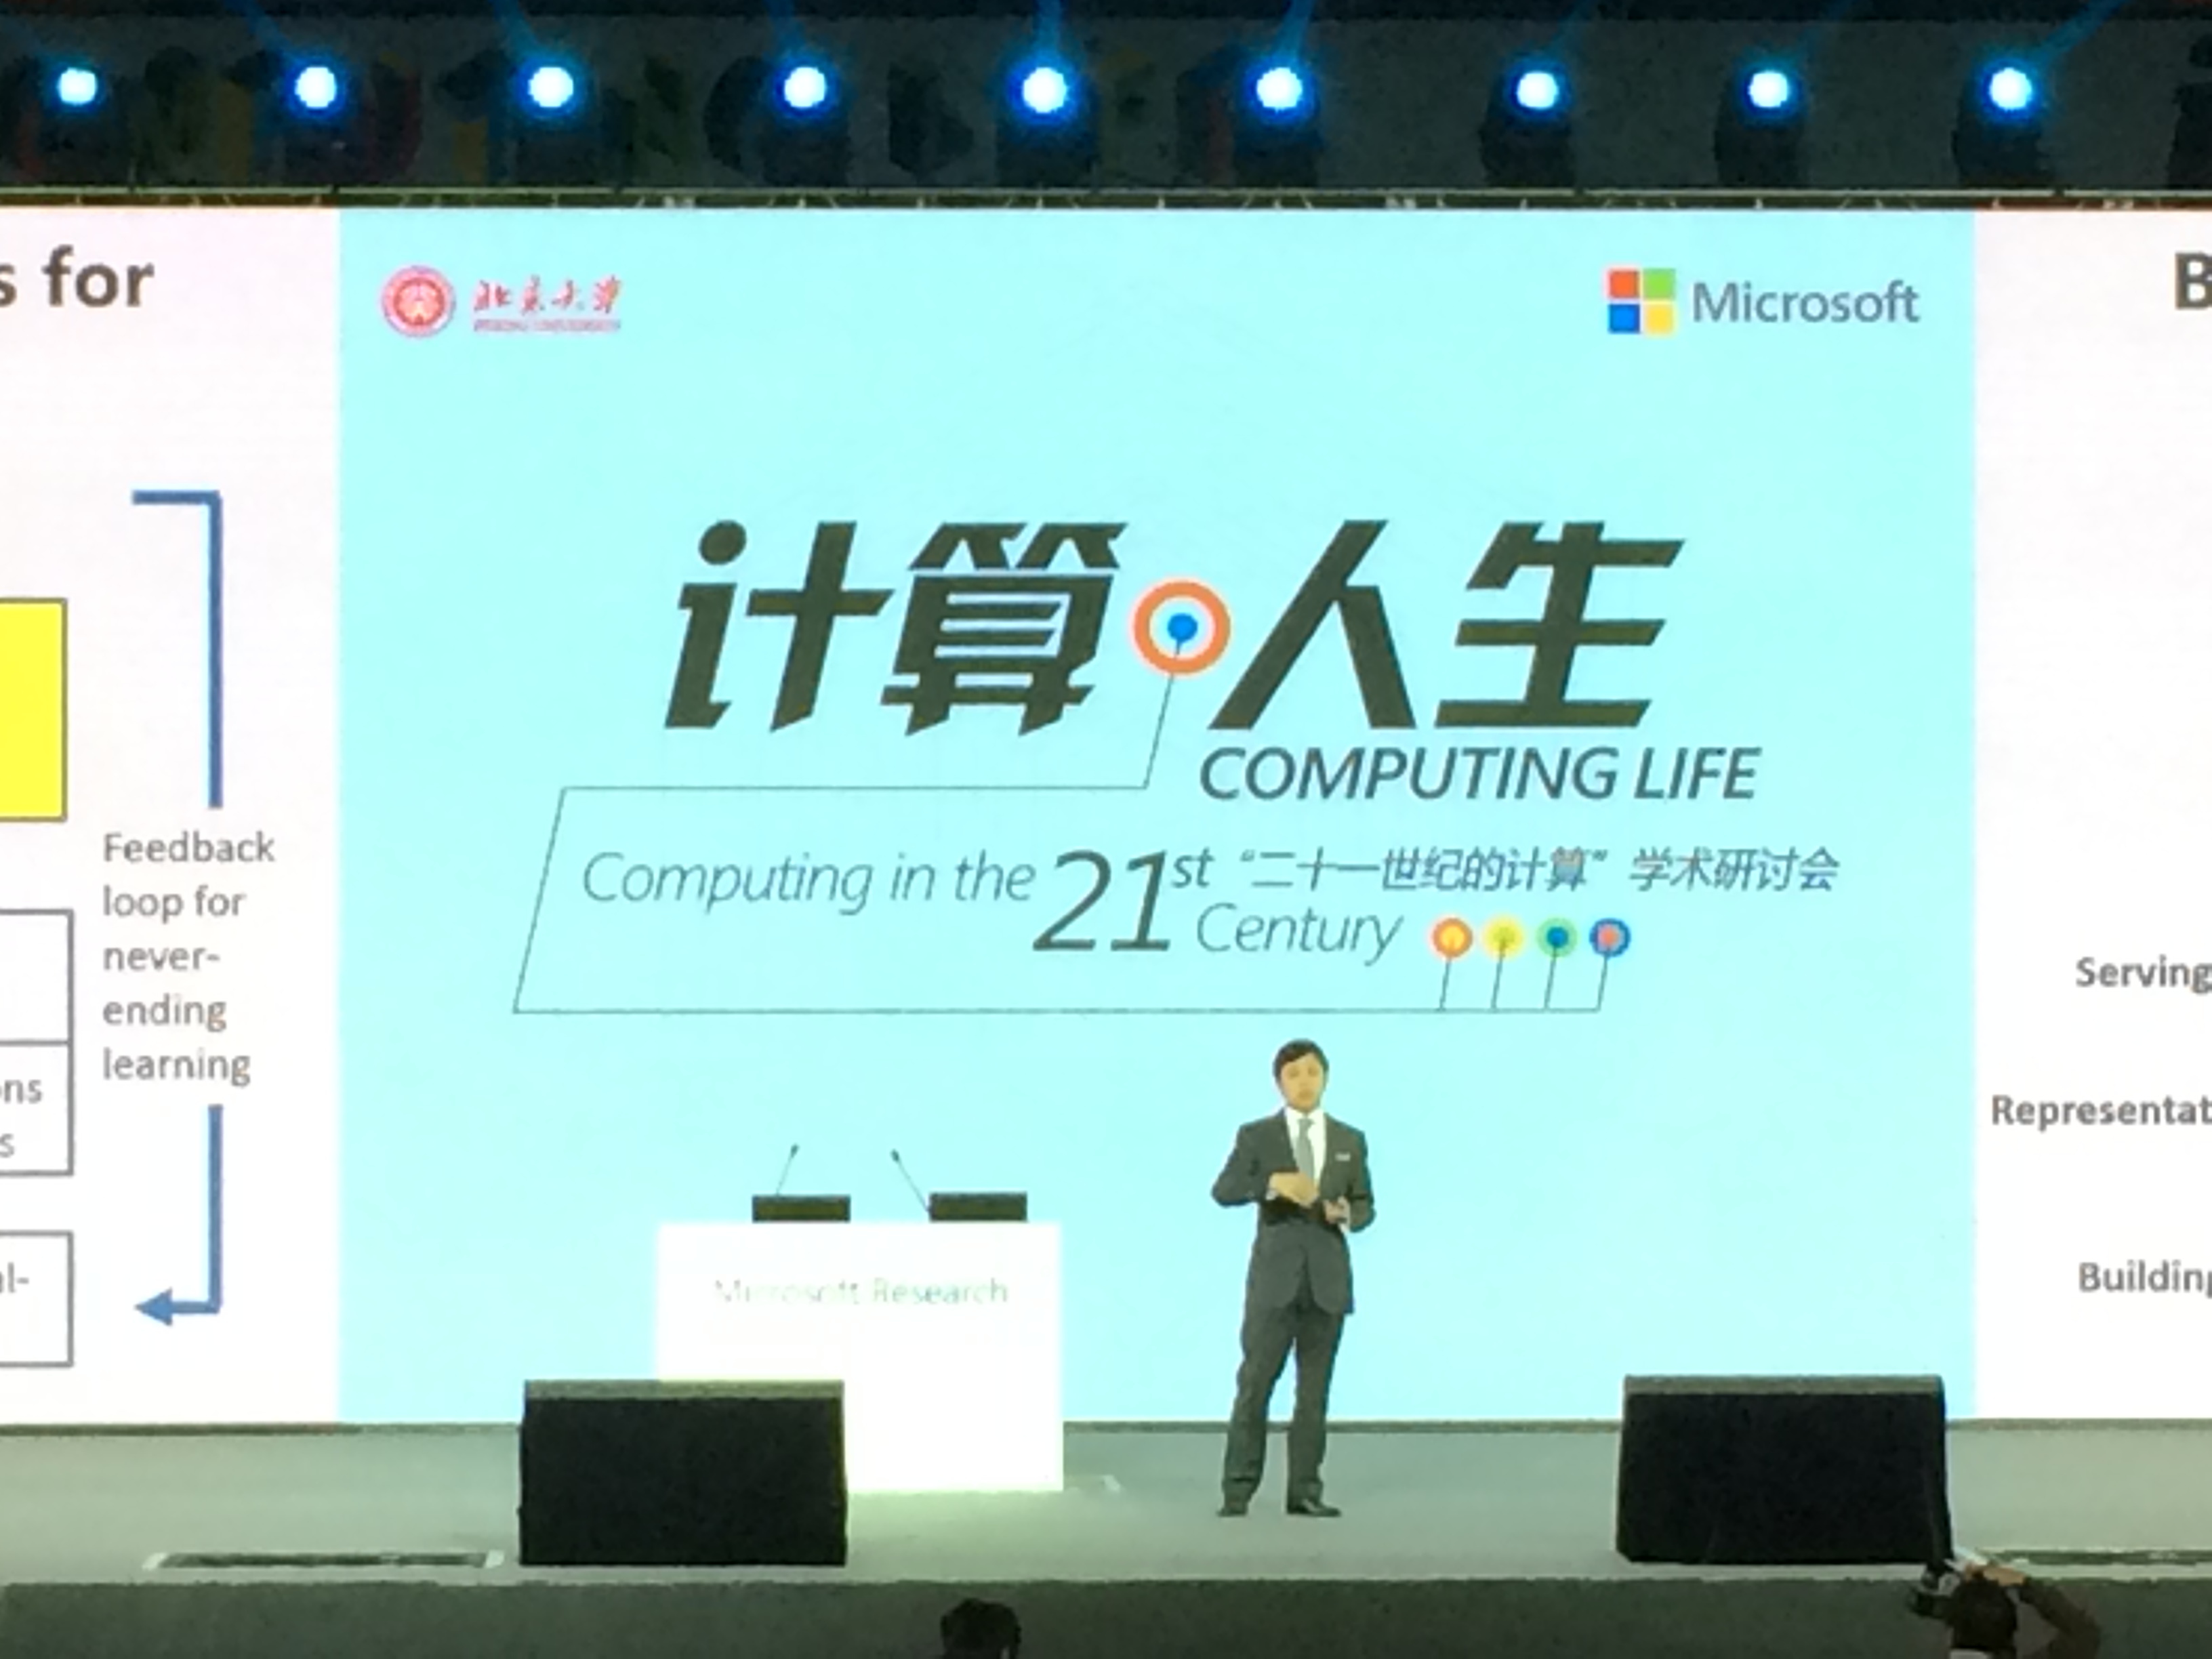 s for
Feedback
loop for
never-
ending
learning
ons
s
al-
北京大学
PEKING UNIVERSITY
Microsoft
计算·人生
COMPUTING LIFE
Computing in the 21st Century
“二十一世纪的计算”学术研讨会
Microsoft Research
B
Serving
Representat
Building